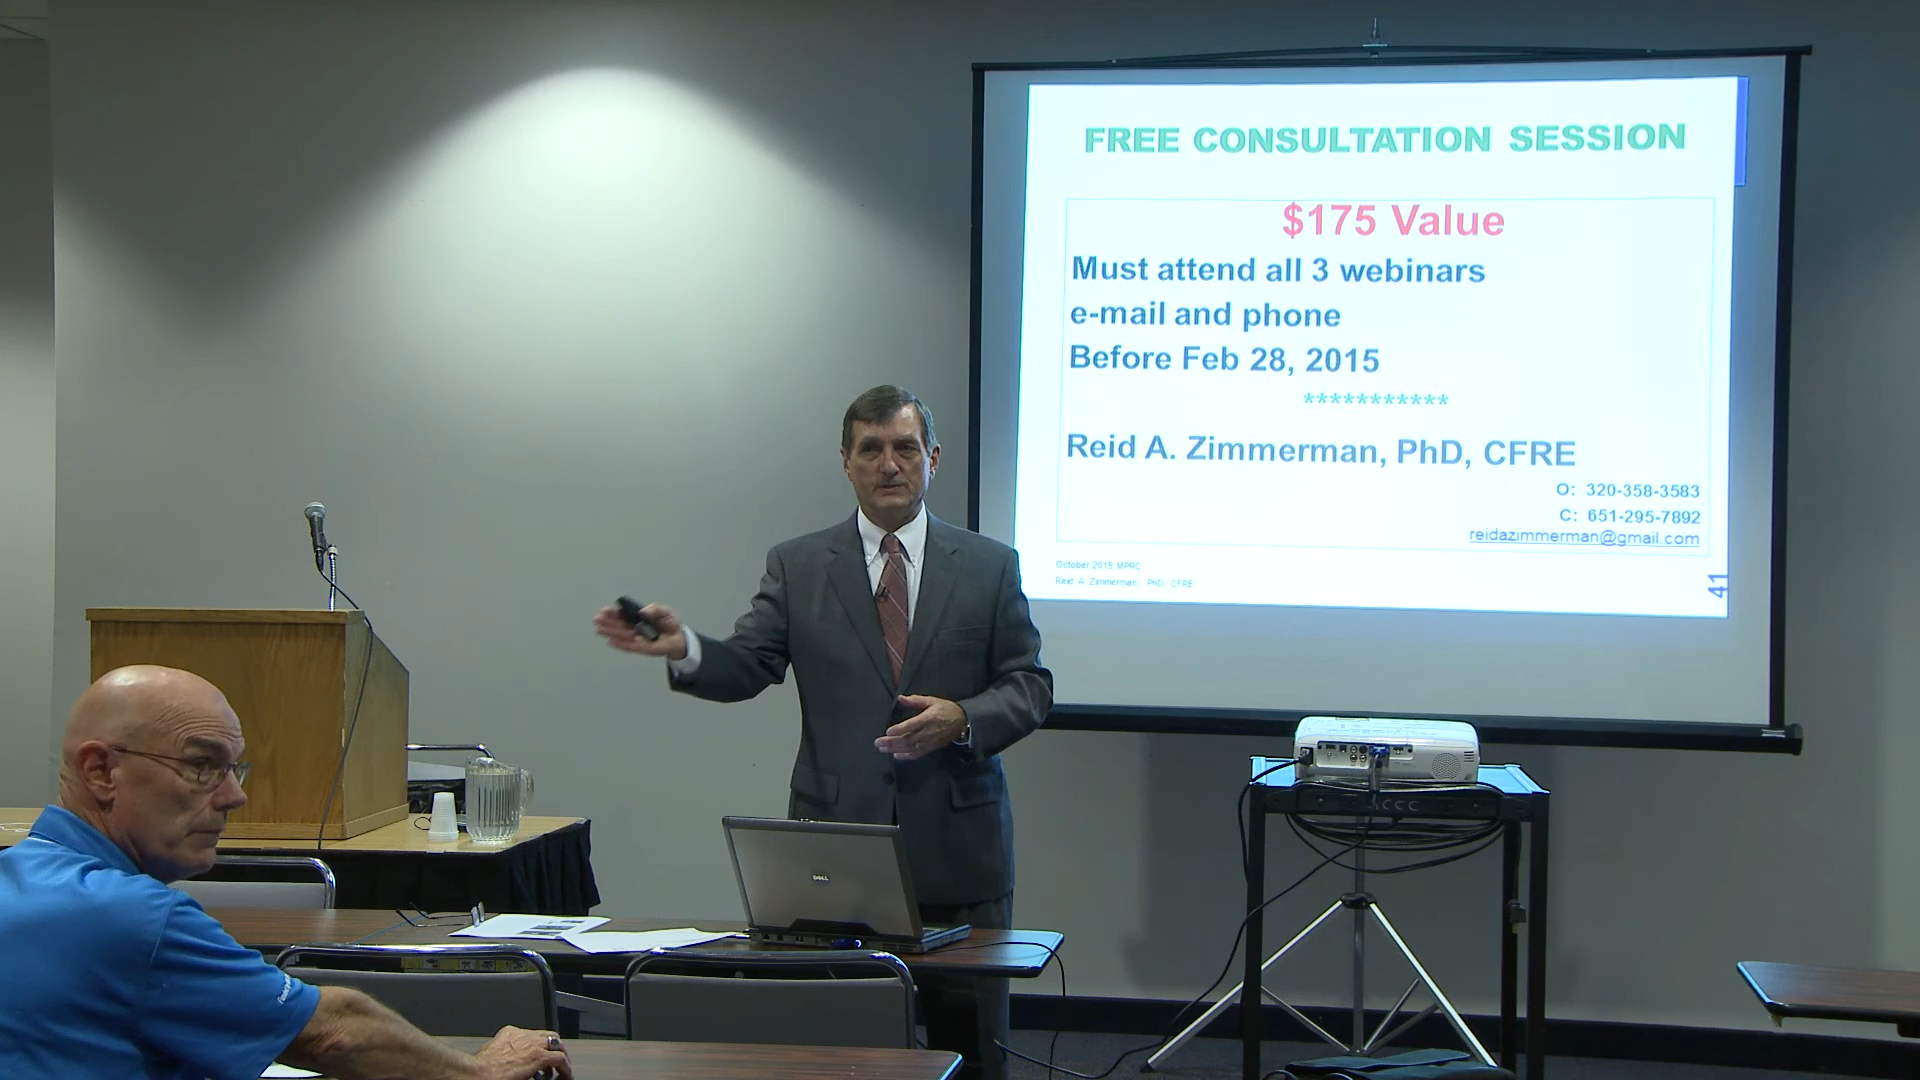 FREE CONSULTATION SESSION
$175 Value
Must attend all 3 webinars
e-mail and phone
Before Feb 28, 2015
***********
Reid A. Zimmerman, PhD, CFRE
O: 320-358-3583
C: 651-295-7892
reidazimmerman@gmail.com
October 2015 MPRC
Reid A. Zimmerman, PhD, CFRE
41
DELL